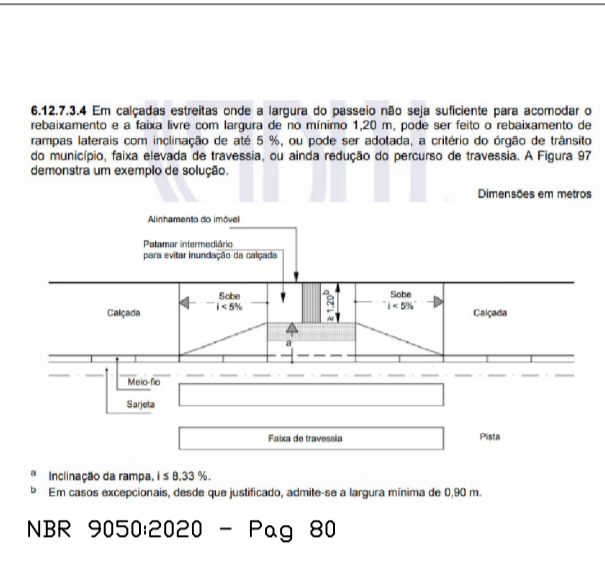 6.12.7.3.4 Em calçadas estreitas onde a largura do passeio não seja suficiente para acomodar o
rebaixamento e a faixa livre com largura de no mínimo 1,20 m, pode ser feito o rebaixamento de
rampas laterais com inclinação de até 5 %, ou pode ser adotada, a critério do órgão de trânsito
do município, faixa elevada de travessia, ou ainda redução do percurso de travessia. A Figura 97
demonstra um exemplo de solução.
Dimensões em metros
Alinhamento do imóvel
Patamar intermediário
para evitar inundação da calçada
Calçada
Sobe
i < 5%
≥ 1,20b
Sobe
i < 5%
Calçada
a
Meio-fio
Sarjeta
Faixa de travessia
Pista
a Inclinação da rampa, i ≤ 8,33 %.
b Em casos excepcionais, desde que justificado, admite-se a largura mínima de 0,90 m.
NBR 9050:2020 - Pag 80